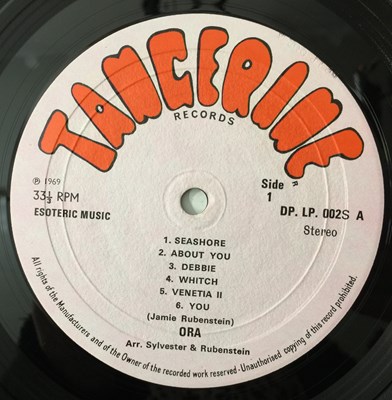 TANGERINE
RECORDS
R
℗ 1969
33⅓ RPM
ESOTERIC MUSIC
Side
1
DP. LP. 002S A
Stereo
1. SEASHORE
2. ABOUT YOU
3. DEBBIE
4. WHITCH
5. VENETIA II
6. YOU
(Jamie Rubenstein)
ORA
Arr. Sylvester & Rubenstein
All rights of the Manufacturers and of the Owner of the recorded work reserved - Unauthorised copying of this record prohibited.